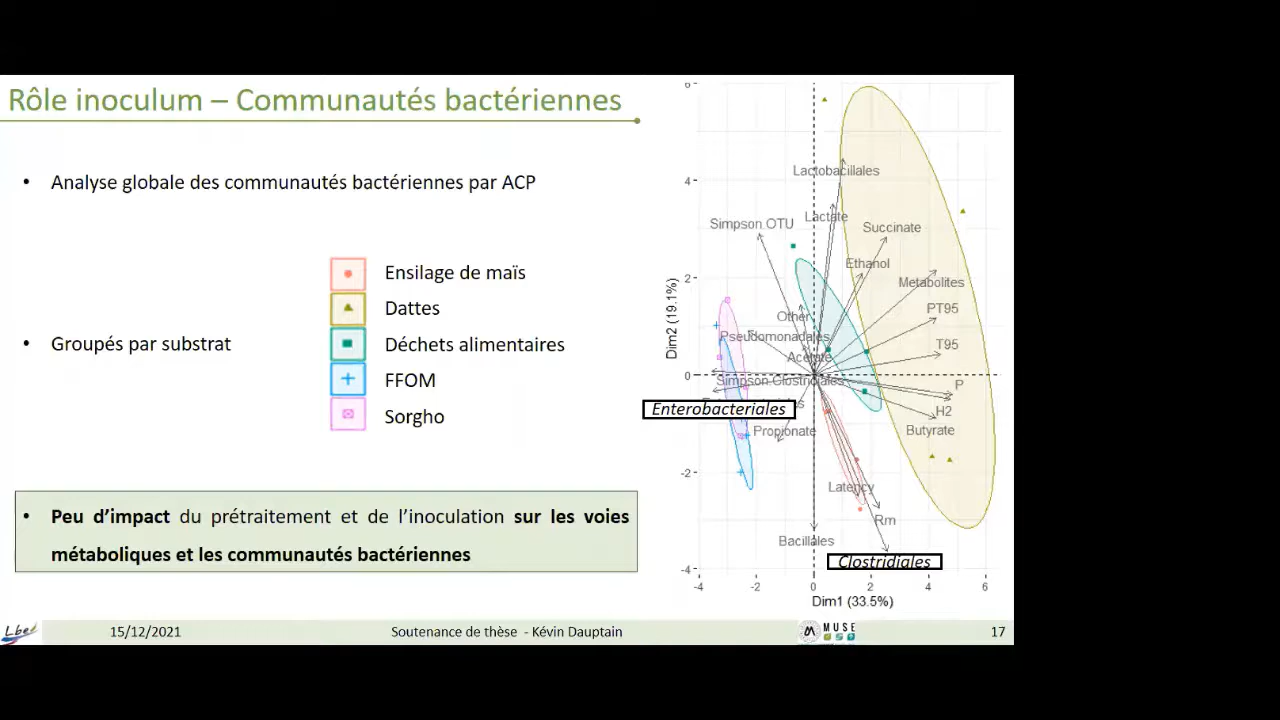 Rôle inoculum – Communautés bactériennes
• Analyse globale des communautés bactériennes par ACP
Ensilage de maïs
Dattes
• Groupés par substrat
Déchets alimentaires
FFOM
Sorgho
• Peu d’impact du prétraitement et de l’inoculation sur les voies
métaboliques et les communautés bactériennes
6
4
2
0
-2
-4
Dim2 (19.1%)
Lactobacillales
Lactate
Simpson OTU
Succinate
Ethanol
Metabolites
PT95
Other
Pseudomonadales
T95
Acetate
Simpson Clostridiales
P
Enterobacteriales
H2
Propionate
Butyrate
Latency
Rm
Bacillales
Clostridiales
-4 -2 0 2 4 6
Dim1 (33.5%)
Lbe
15/12/2021
Soutenance de thèse - Kévin Dauptain
MUSE
17